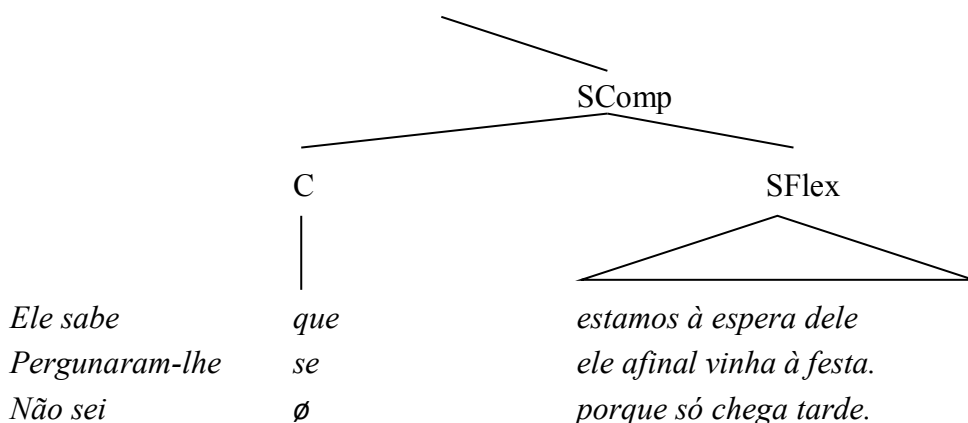 SComp
C SFlex
Ele sabe que estamos à espera dele
Pergunaram-lhe se ele afinal vinha à festa.
Não sei ø porque só chega tarde.